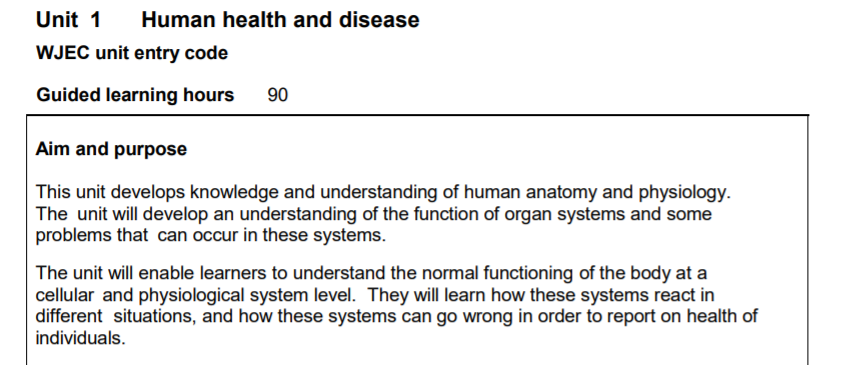 Unit 1 Human health and disease
WJEC unit entry code
Guided learning hours 90
Aim and purpose
This unit develops knowledge and understanding of human anatomy and physiology.
The unit will develop an understanding of the function of organ systems and some
problems that can occur in these systems.
The unit will enable learners to understand the normal functioning of the body at a
cellular and physiological system level. They will learn how these systems react in
different situations, and how these systems can go wrong in order to report on health of
individuals.